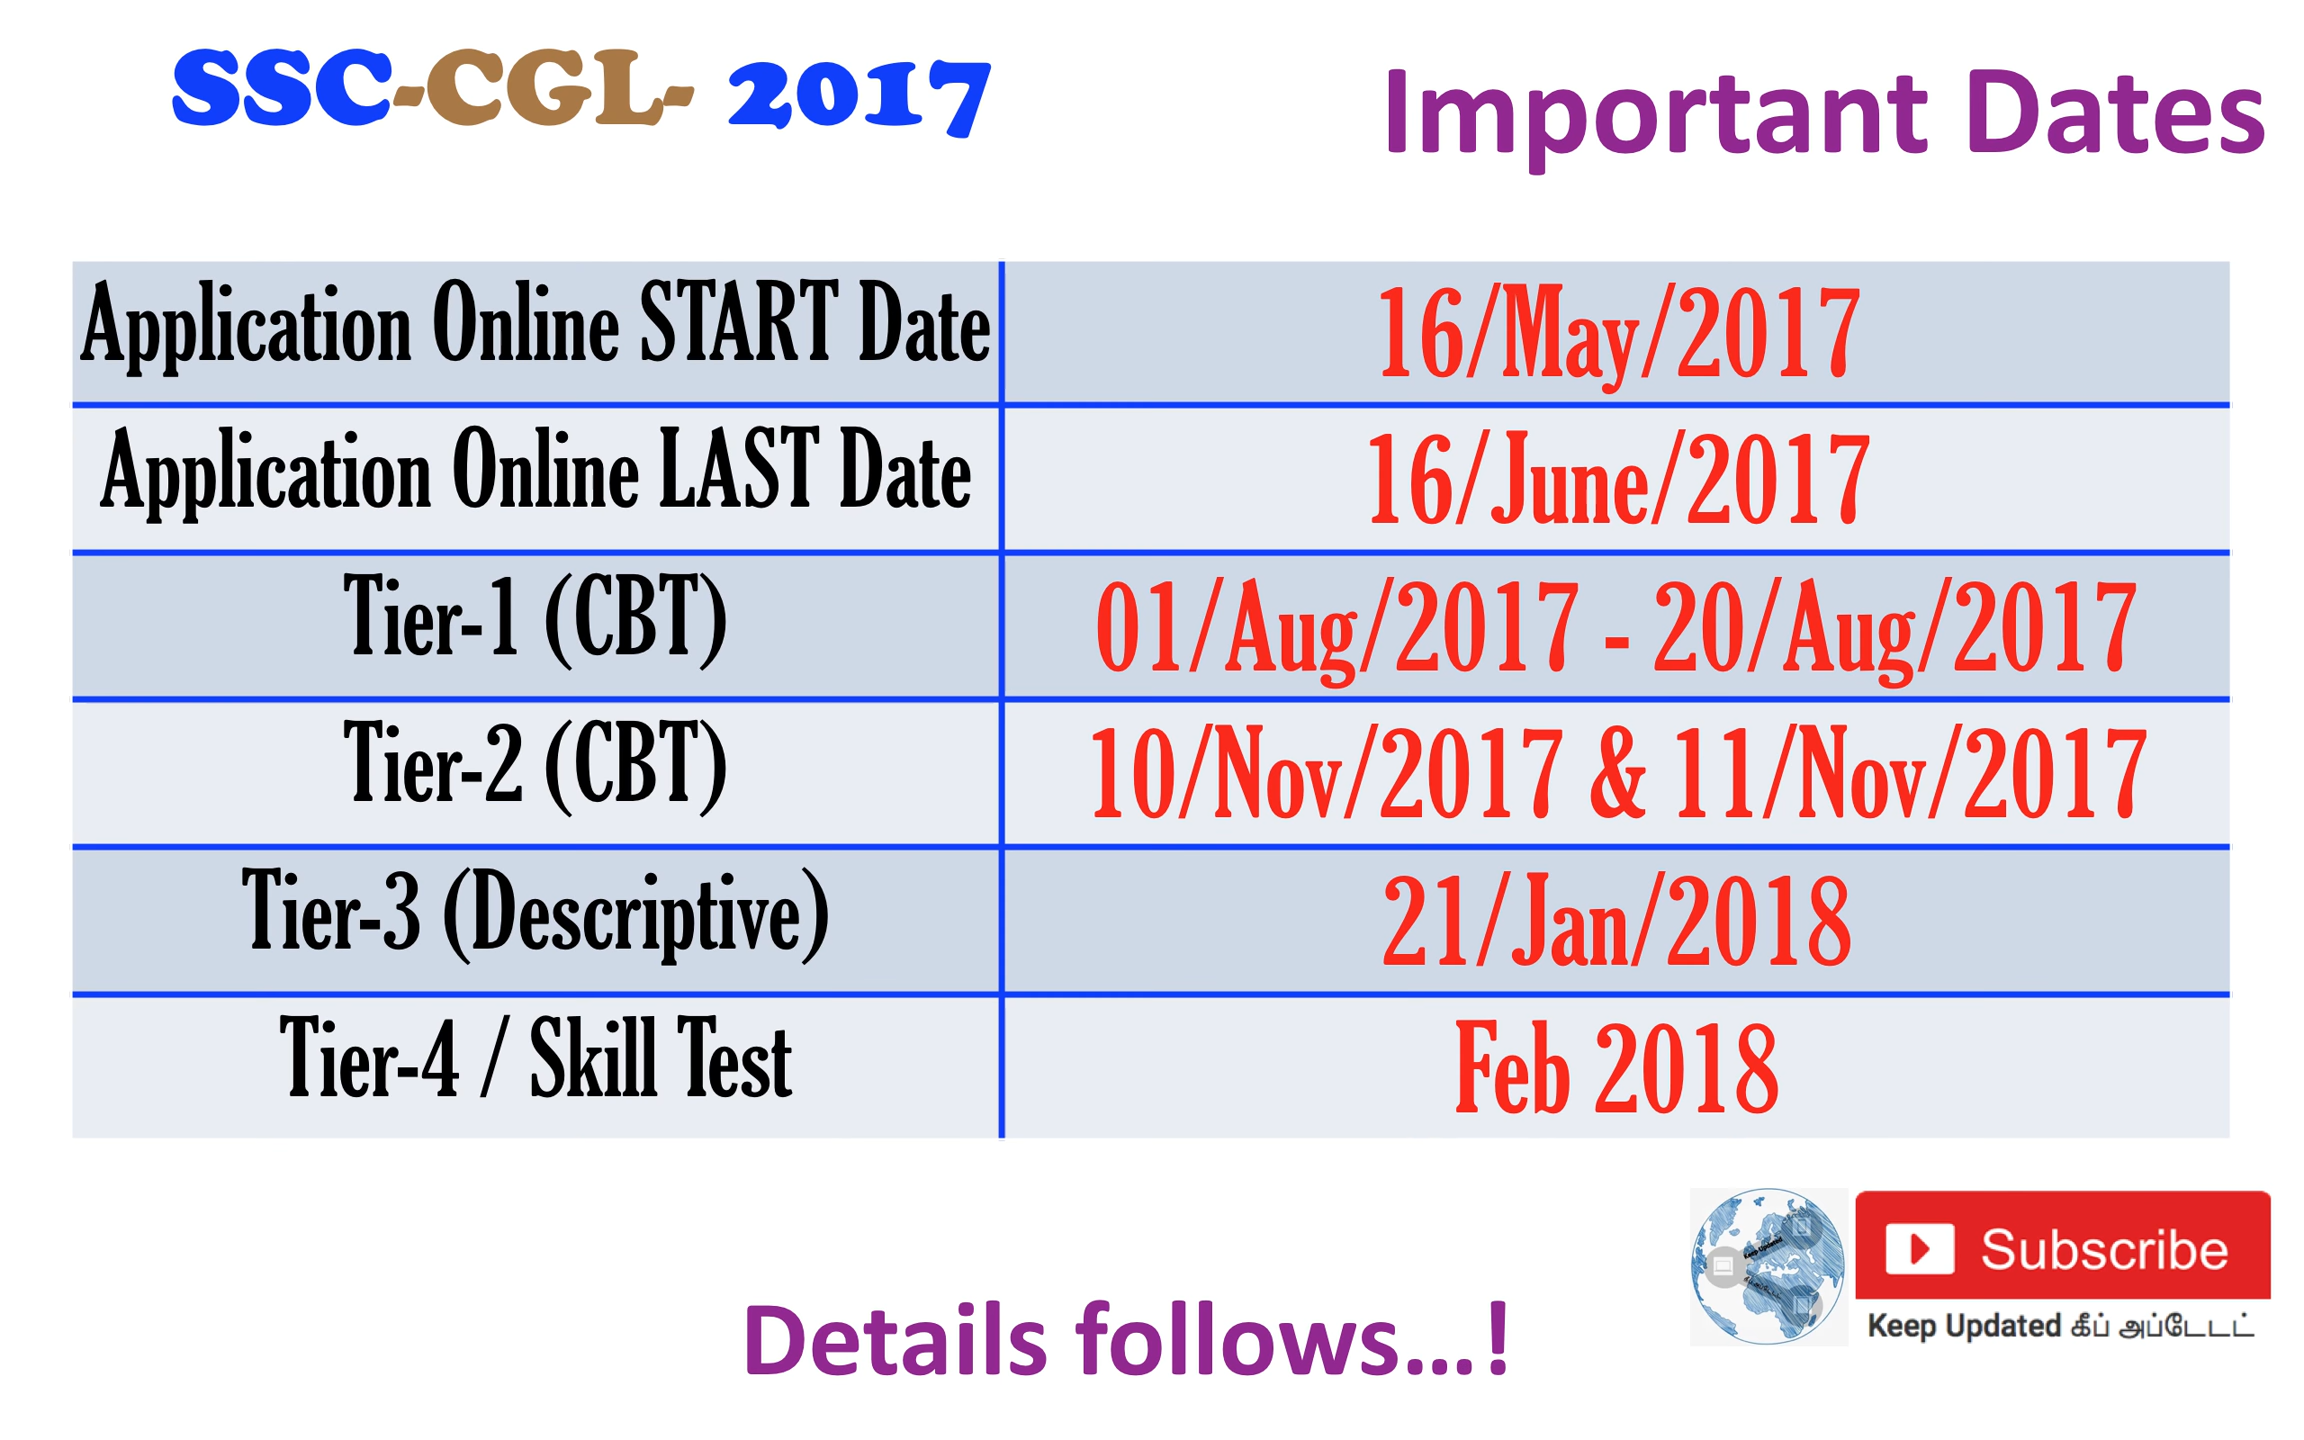 SSC-CGL- 2017
Important Dates
Application Online START Date 16/May/2017
Application Online LAST Date 16/June/2017
Tier-1 (CBT) 01/Aug/2017 - 20/Aug/2017
Tier-2 (CBT) 10/Nov/2017 & 11/Nov/2017
Tier-3 (Descriptive) 21/Jan/2018
Tier-4 / Skill Test Feb 2018
Keep Updated
Subscribe
Keep Updated கீப் அப்டேடட்
Details follows...!